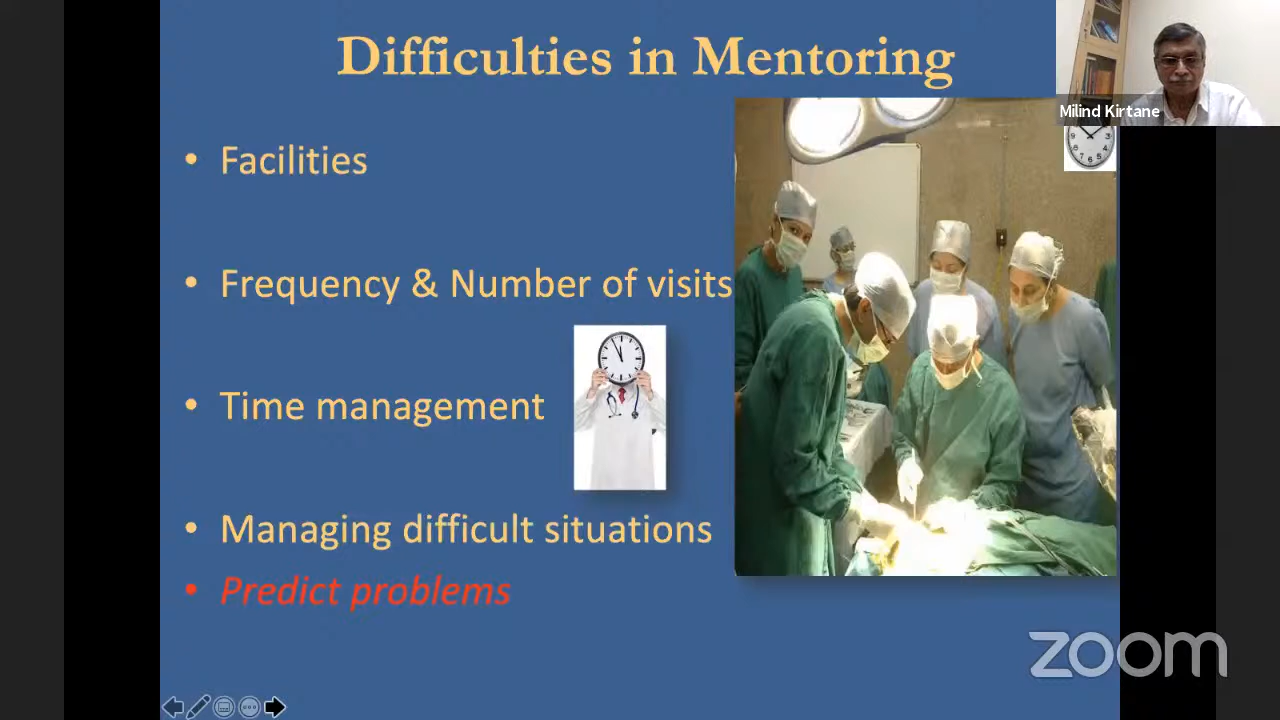 Difficulties in Mentoring
Milind Kirtane
• Facilities
• Frequency & Number of visits
• Time management
• Managing difficult situations
• Predict problems
zoom